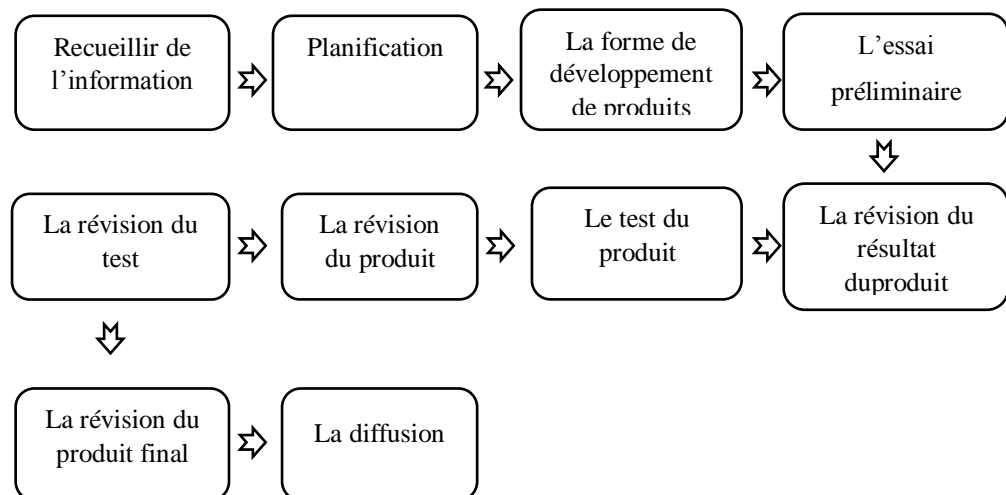 Recueillir de
l’information
Planification
La forme de
développement
de produits
L’essai
préliminaire
La révision du
test
La révision
du produit
Le test du
produit
La révision du
résultat
duproduit
La révision du
produit final
La diffusion